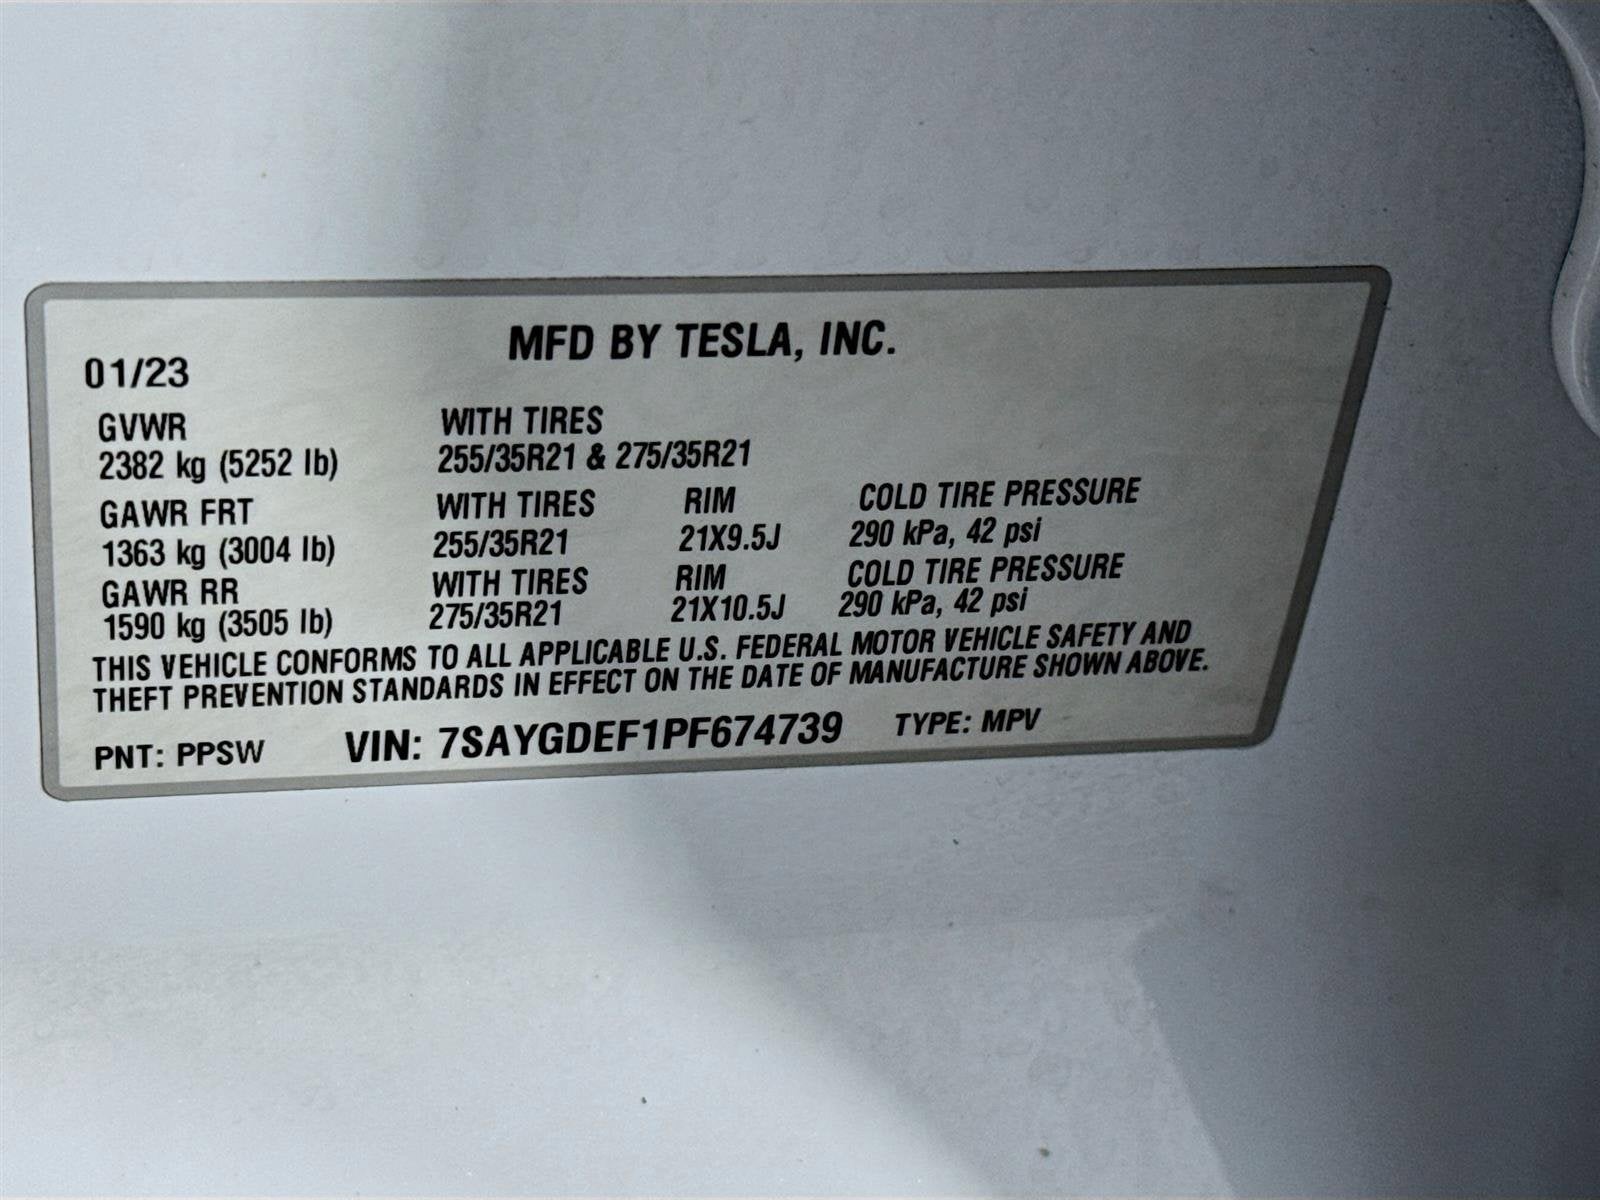 MFD BY TESLA, INC.
01/23
GVWR WITH TIRES
2382 kg (5252 lb) 255/35R21 & 275/35R21
GAWR FRT WITH TIRES RIM COLD TIRE PRESSURE
1363 kg (3004 lb) 255/35R21 21X9.5J 290 kPa, 42 psi
GAWR RR WITH TIRES RIM COLD TIRE PRESSURE
1590 kg (3505 lb) 275/35R21 21X10.5J 290 kPa, 42 psi
THIS VEHICLE CONFORMS TO ALL APPLICABLE U.S. FEDERAL MOTOR VEHICLE SAFETY AND
THEFT PREVENTION STANDARDS IN EFFECT ON THE DATE OF MANUFACTURE SHOWN ABOVE.
PNT: PPSW VIN: 7SAYGDEF1PF674739 TYPE: MPV